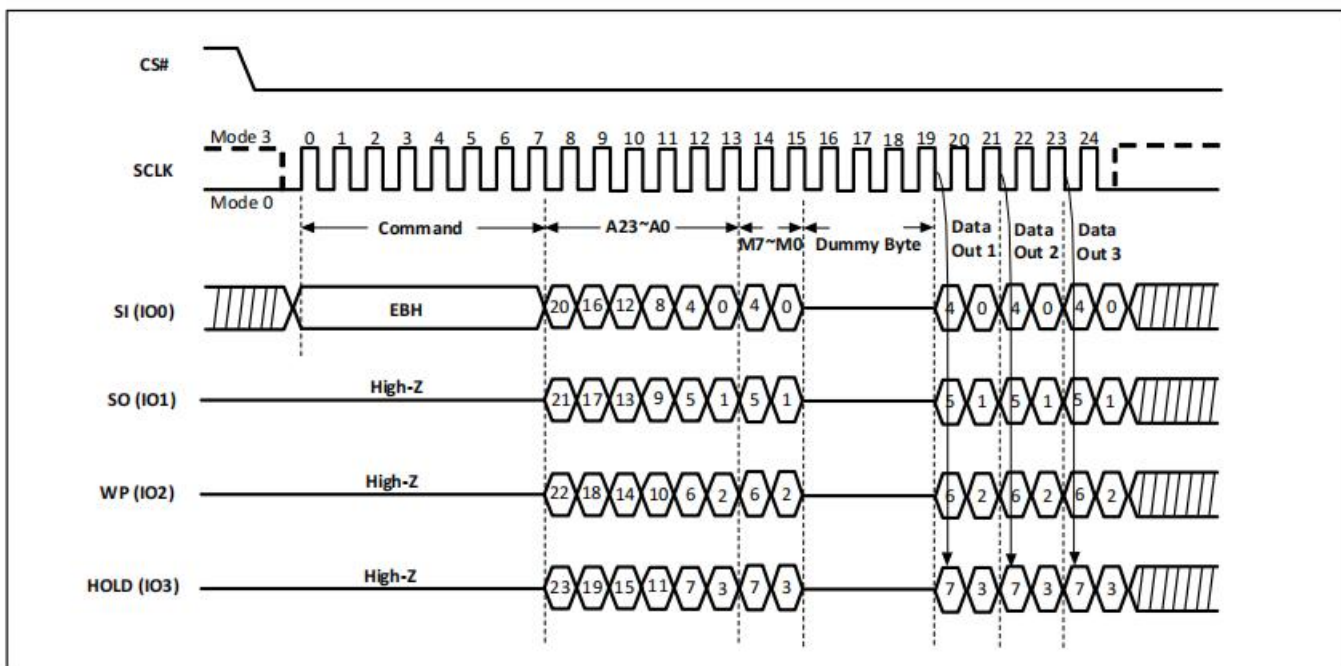 CS#
Mode 3
0 1 2 3 4 5 6 7 8 9 10 11 12 13 14 15 16 17 18 19 20 21 22 23 24
SCLK
Mode 0
Command A23~A0 M7~M0 Dummy Byte Data Out 1 Data Out 2 Data Out 3
SI (IO0) EBH 20 16 12 8 4 0 4 0 4 0 4 0 4 0
SO (IO1) High-Z 21 17 13 9 5 1 5 1 5 1 5 1 5 1
WP (IO2) High-Z 22 18 14 10 6 2 6 2 6 2 6 2 6 2
HOLD (IO3) High-Z 23 19 15 11 7 3 7 3 7 3 7 3 7 3